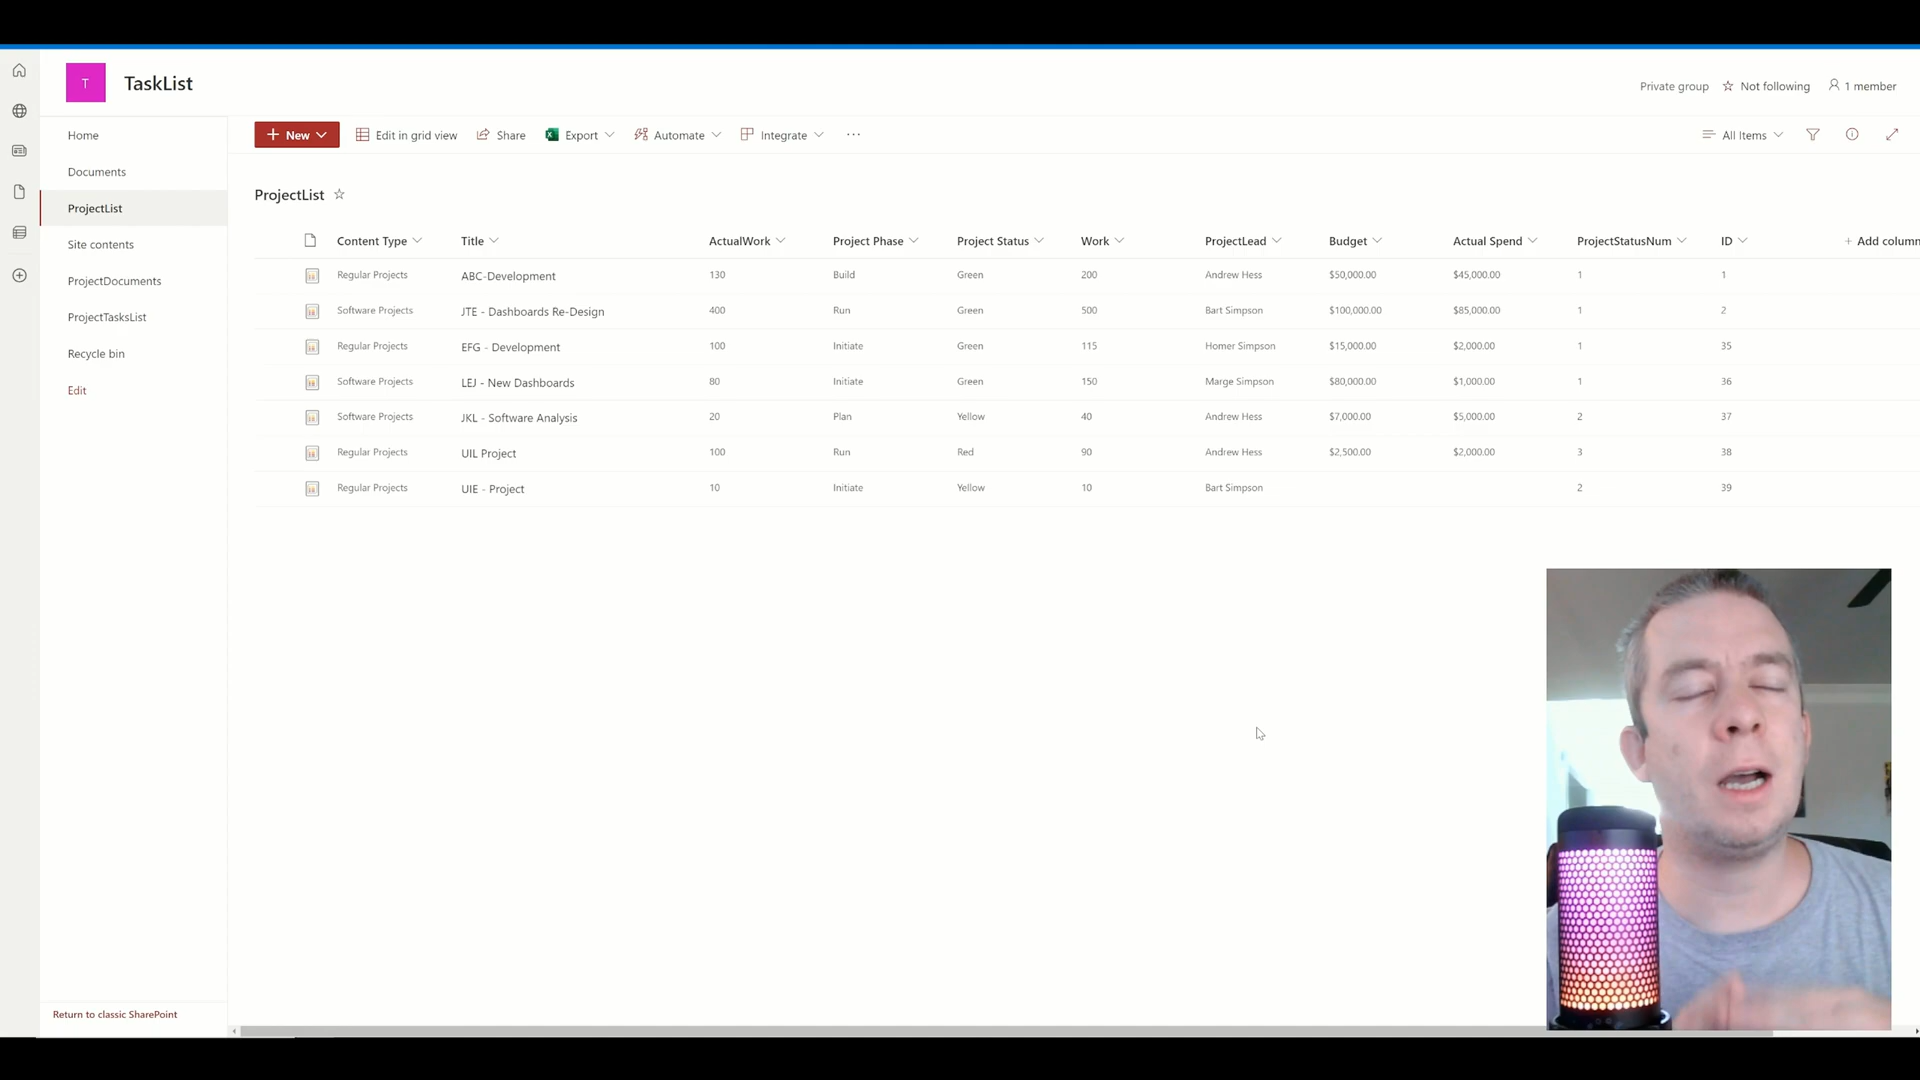 T
TaskList
Private group
Not following
1 member
Home
Documents
ProjectList
Site contents
ProjectDocuments
ProjectTasksList
Recycle bin
Edit
Return to classic SharePoint
New
Edit in grid view
Share
Export
Automate
Integrate
All Items
ProjectList
Content Type Title ActualWork Project Phase Project Status Work ProjectLead Budget Actual Spend ProjectStatusNum ID + Add column
Regular Projects ABC-Development 130 Build Green 200 Andrew Hess $50,000.00 $45,000.00 1 1
Software Projects JTE - Dashboards Re-Design 400 Run Green 500 Bart Simpson $100,000.00 $85,000.00 1 2
Regular Projects EFG - Development 100 Initiate Green 115 Homer Simpson $15,000.00 $2,000.00 1 35
Software Projects LEJ - New Dashboards 80 Initiate Green 150 Marge Simpson $80,000.00 $1,000.00 1 36
Software Projects JKL - Software Analysis 20 Plan Yellow 40 Andrew Hess $7,000.00 $5,000.00 2 37
Regular Projects UIL Project 100 Run Red 90 Andrew Hess $2,500.00 $2,000.00 3 38
Regular Projects UIE - Project 10 Initiate Yellow 10 Bart Simpson 2 39